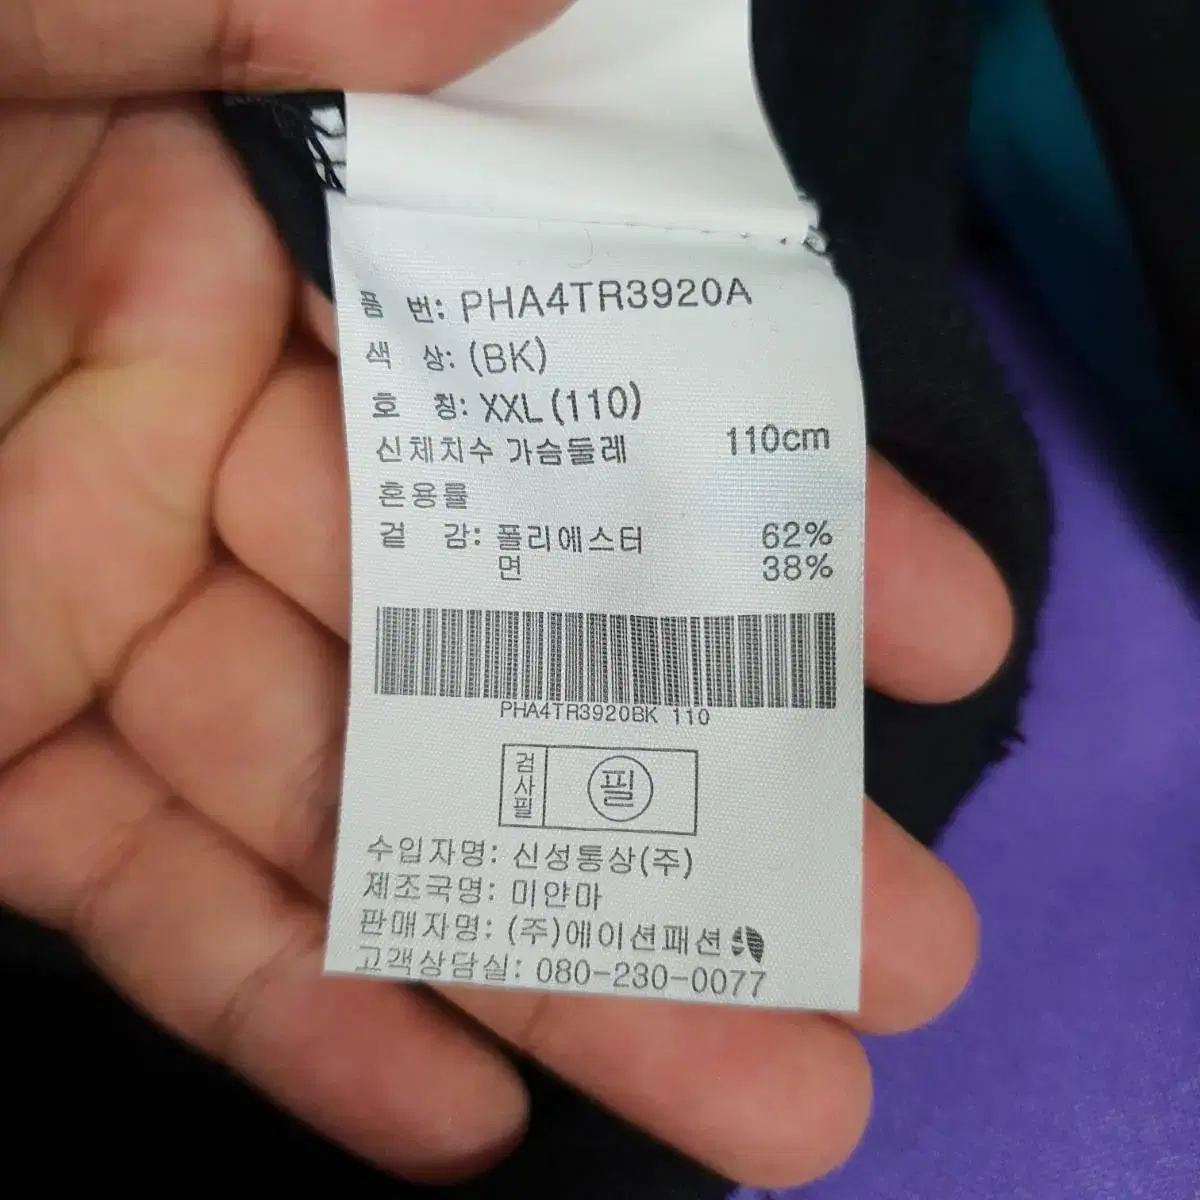 품 번: PHA4TR3920A
색 상: (BK)
호 칭: XXL(110)
신체치수 가슴둘레 110cm
혼용률
겉 감: 폴리에스터 62%
면 38%
PHA4TR3920BK 110
검사필 필
수입자명: 신성통상(주)
제조국명: 미얀마
판매자명: (주)에이션패션
고객상담실: 080-230-0077